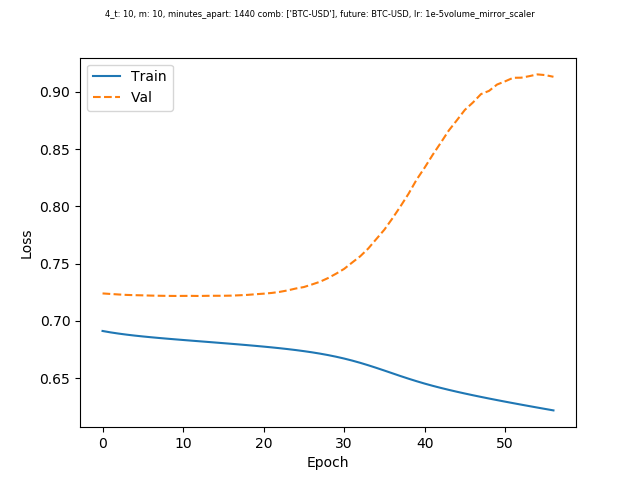 4_t: 10, m: 10, minutes_apart: 1440 comb: ['BTC-USD'], future: BTC-USD, lr: 1e-5volume_mirror_scaler
Train
Val
0.90
0.85
0.80
0.75
0.70
0.65
Loss
0 10 20 30 40 50
Epoch